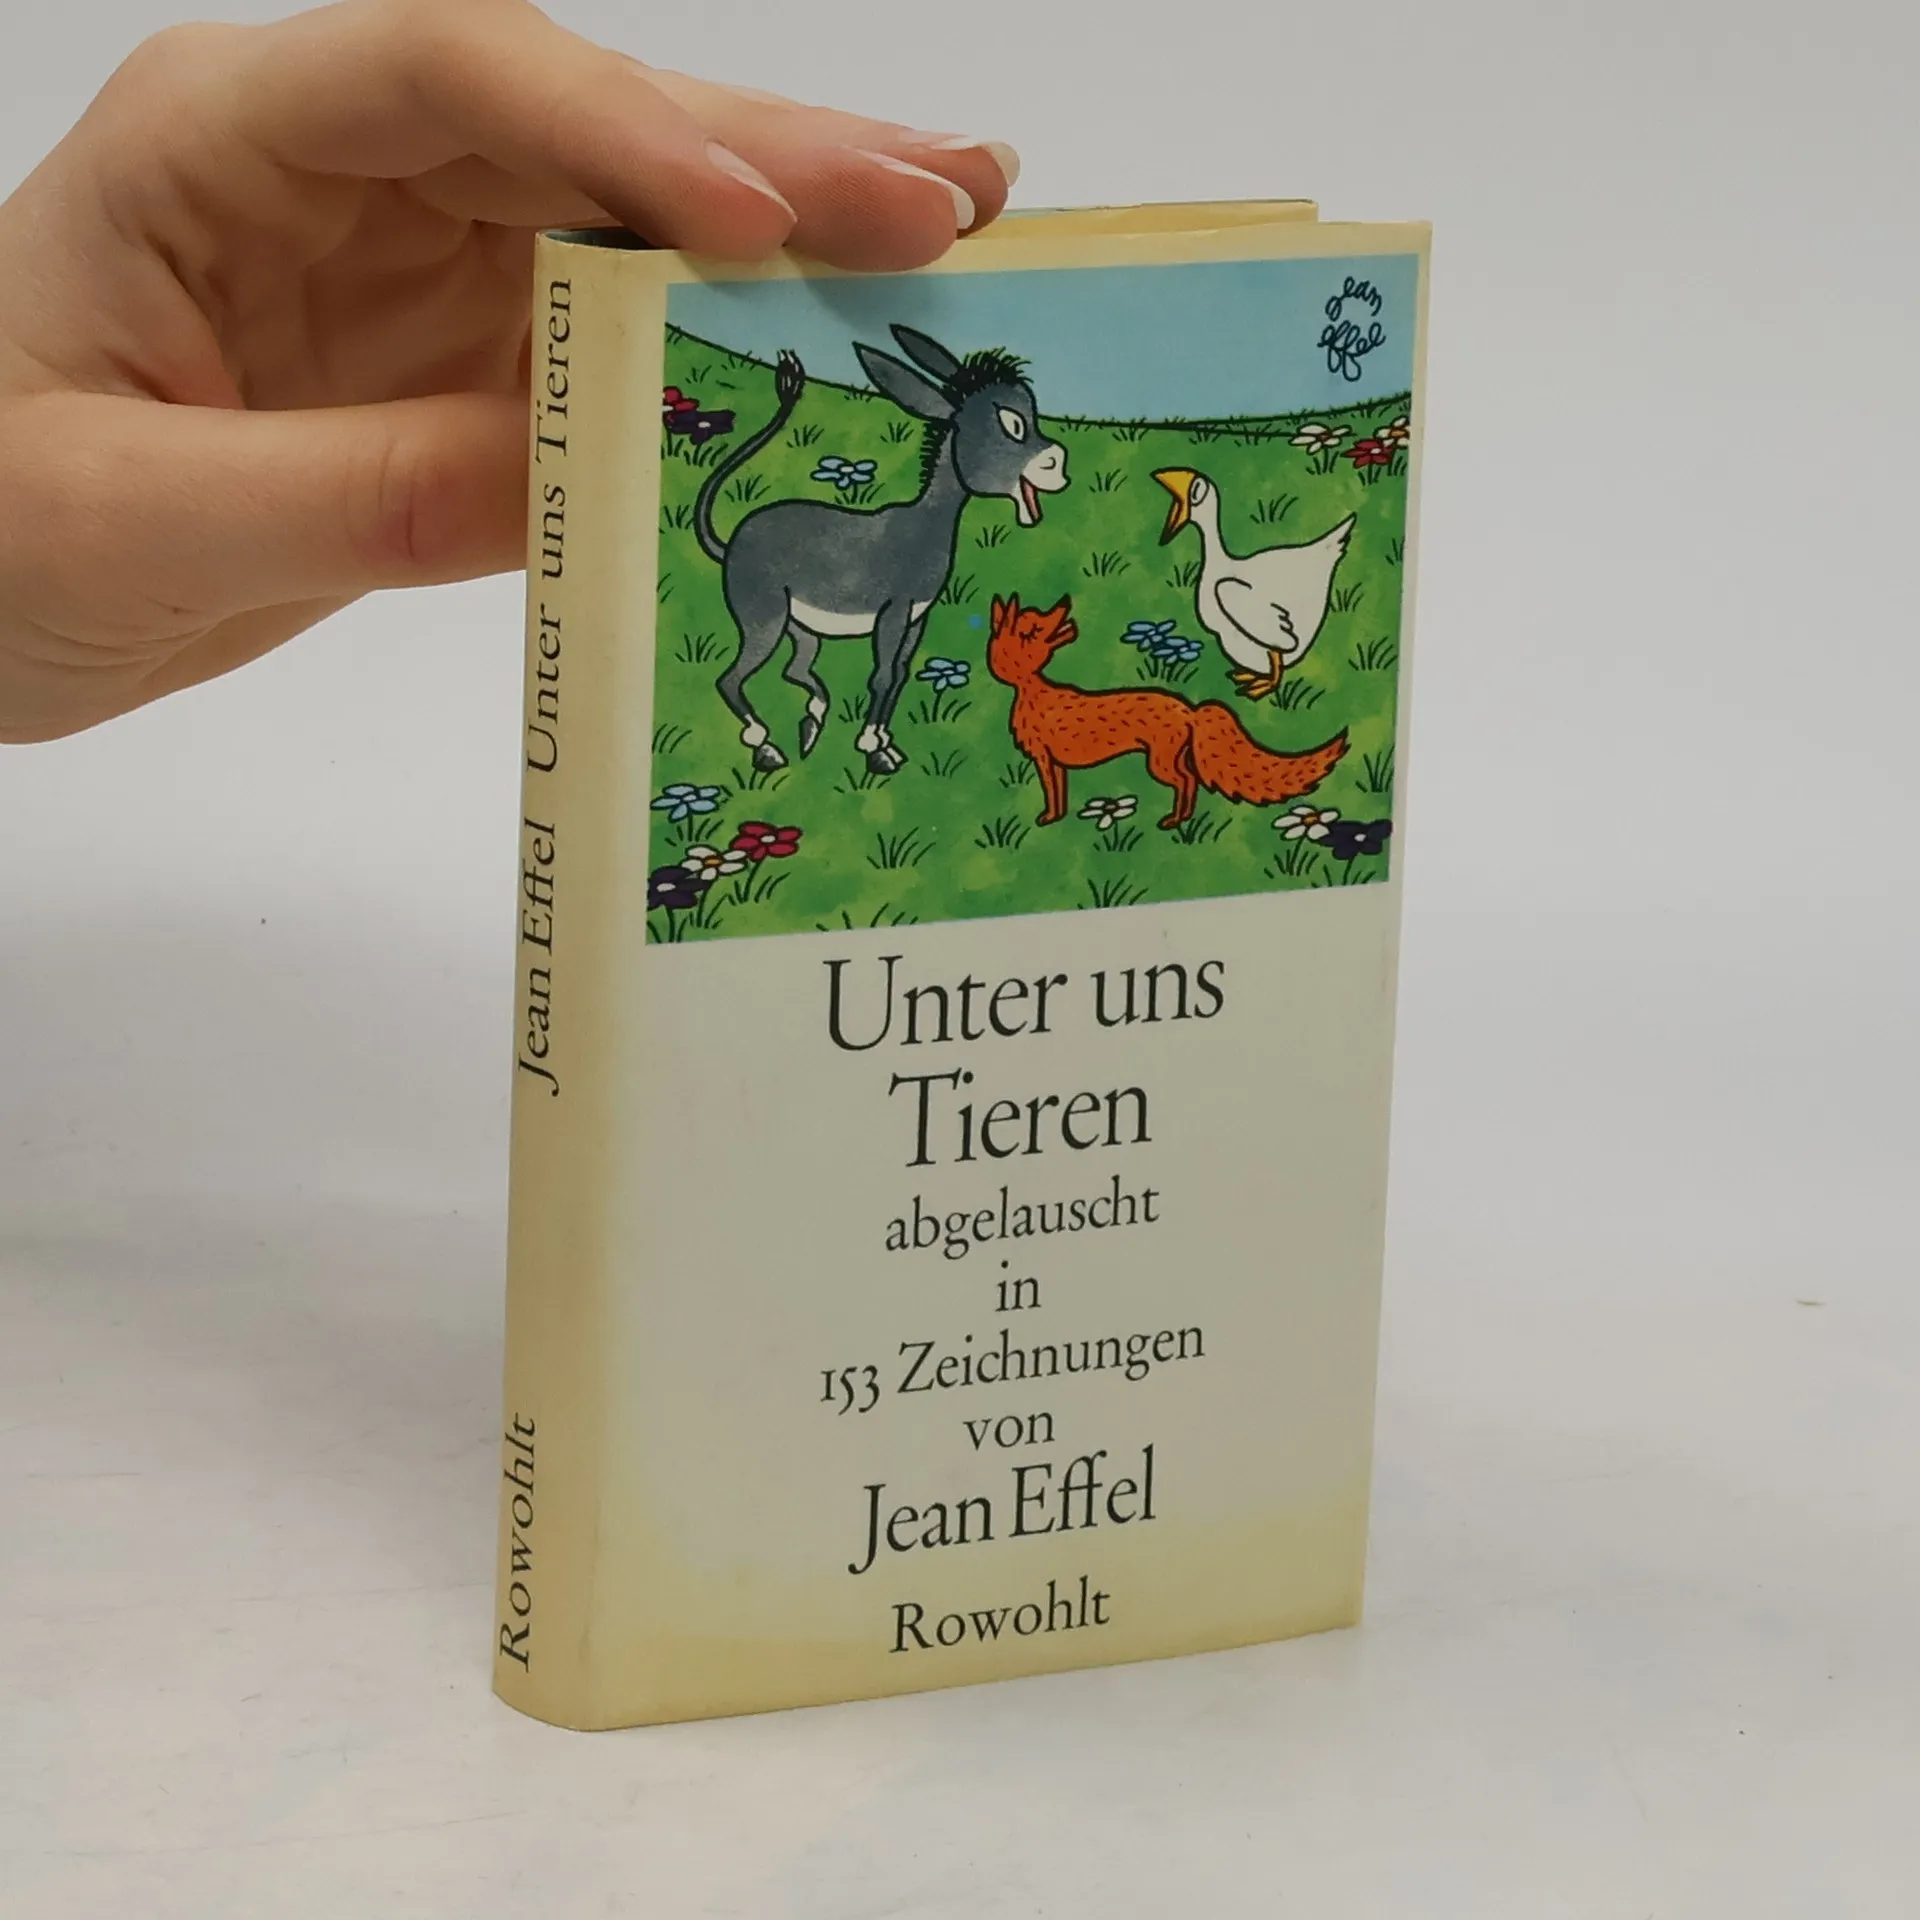 Jean Effel Unter uns Tieren
Rowohlt
jean
effel
Unter uns
Tieren
abgelauscht
in
153 Zeichnungen
von
Jean Effel
Rowohlt